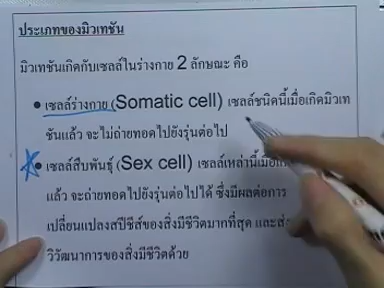 ประเภทของมิวเทชัน
มิวเทชันเกิดกับเซลล์ในร่างกาย 2 ลักษณะ คือ
● เซลล์ร่างกาย (Somatic cell) เซลล์ชนิดนี้เมื่อเกิดมิวเท
ชันแล้ว จะไม่ถ่ายทอดไปยังรุ่นต่อไป
● เซลล์สืบพันธุ์ (Sex cell) เซลล์เหล่านี้เมื่อ
แล้ว จะถ่ายทอดไปยังรุ่นต่อไปได้ ซึ่งมีผลต่อการ
เปลี่ยนแปลงสปีชีส์ของสิ่งมีชีวิตมากที่สุด และ
วิวัฒนาการของสิ่งมีชีวิตด้วย